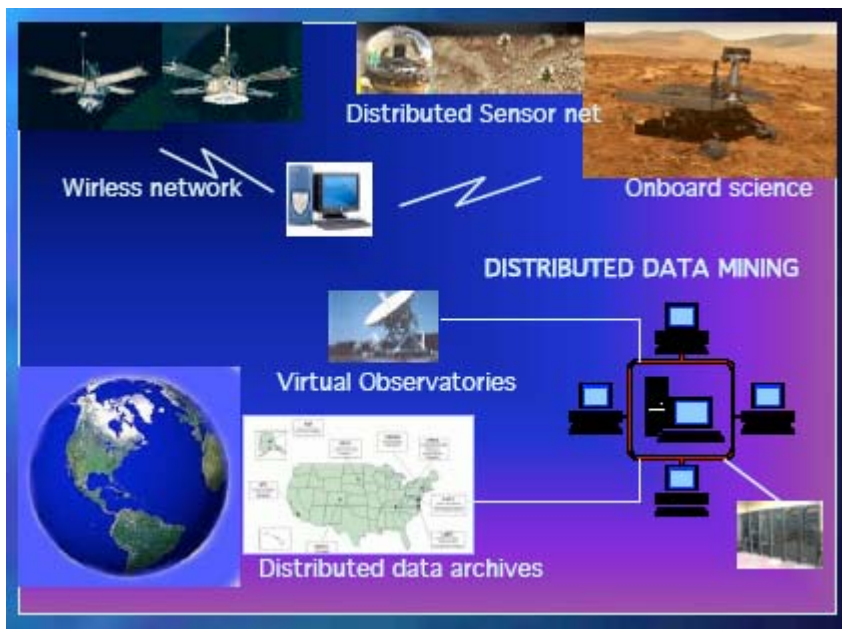 Distributed Sensor net
Wirless network
Onboard science
DISTRIBUTED DATA MINING
Virtual Observatories
Distributed data archives